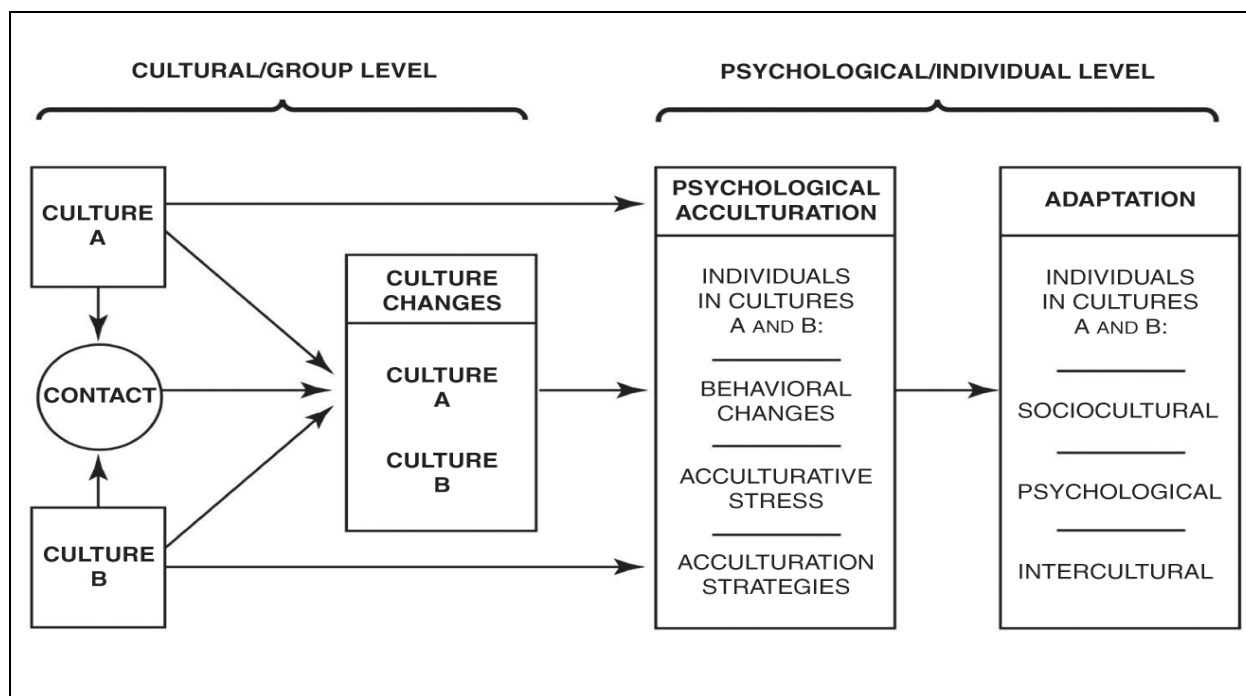 CULTURAL/GROUP LEVEL
PSYCHOLOGICAL/INDIVIDUAL LEVEL
CULTURE
A
CONTACT
CULTURE
B
CULTURE
CHANGES
CULTURE
A
CULTURE
B
PSYCHOLOGICAL
ACCULTURATION
INDIVIDUALS
IN CULTURES
A AND B:
BEHAVIORAL
CHANGES
ACCULTURATIVE
STRESS
ACCULTURATION
STRATEGIES
ADAPTATION
INDIVIDUALS
IN CULTURES
A AND B:
SOCIOCULTURAL
PSYCHOLOGICAL
INTERCULTURAL